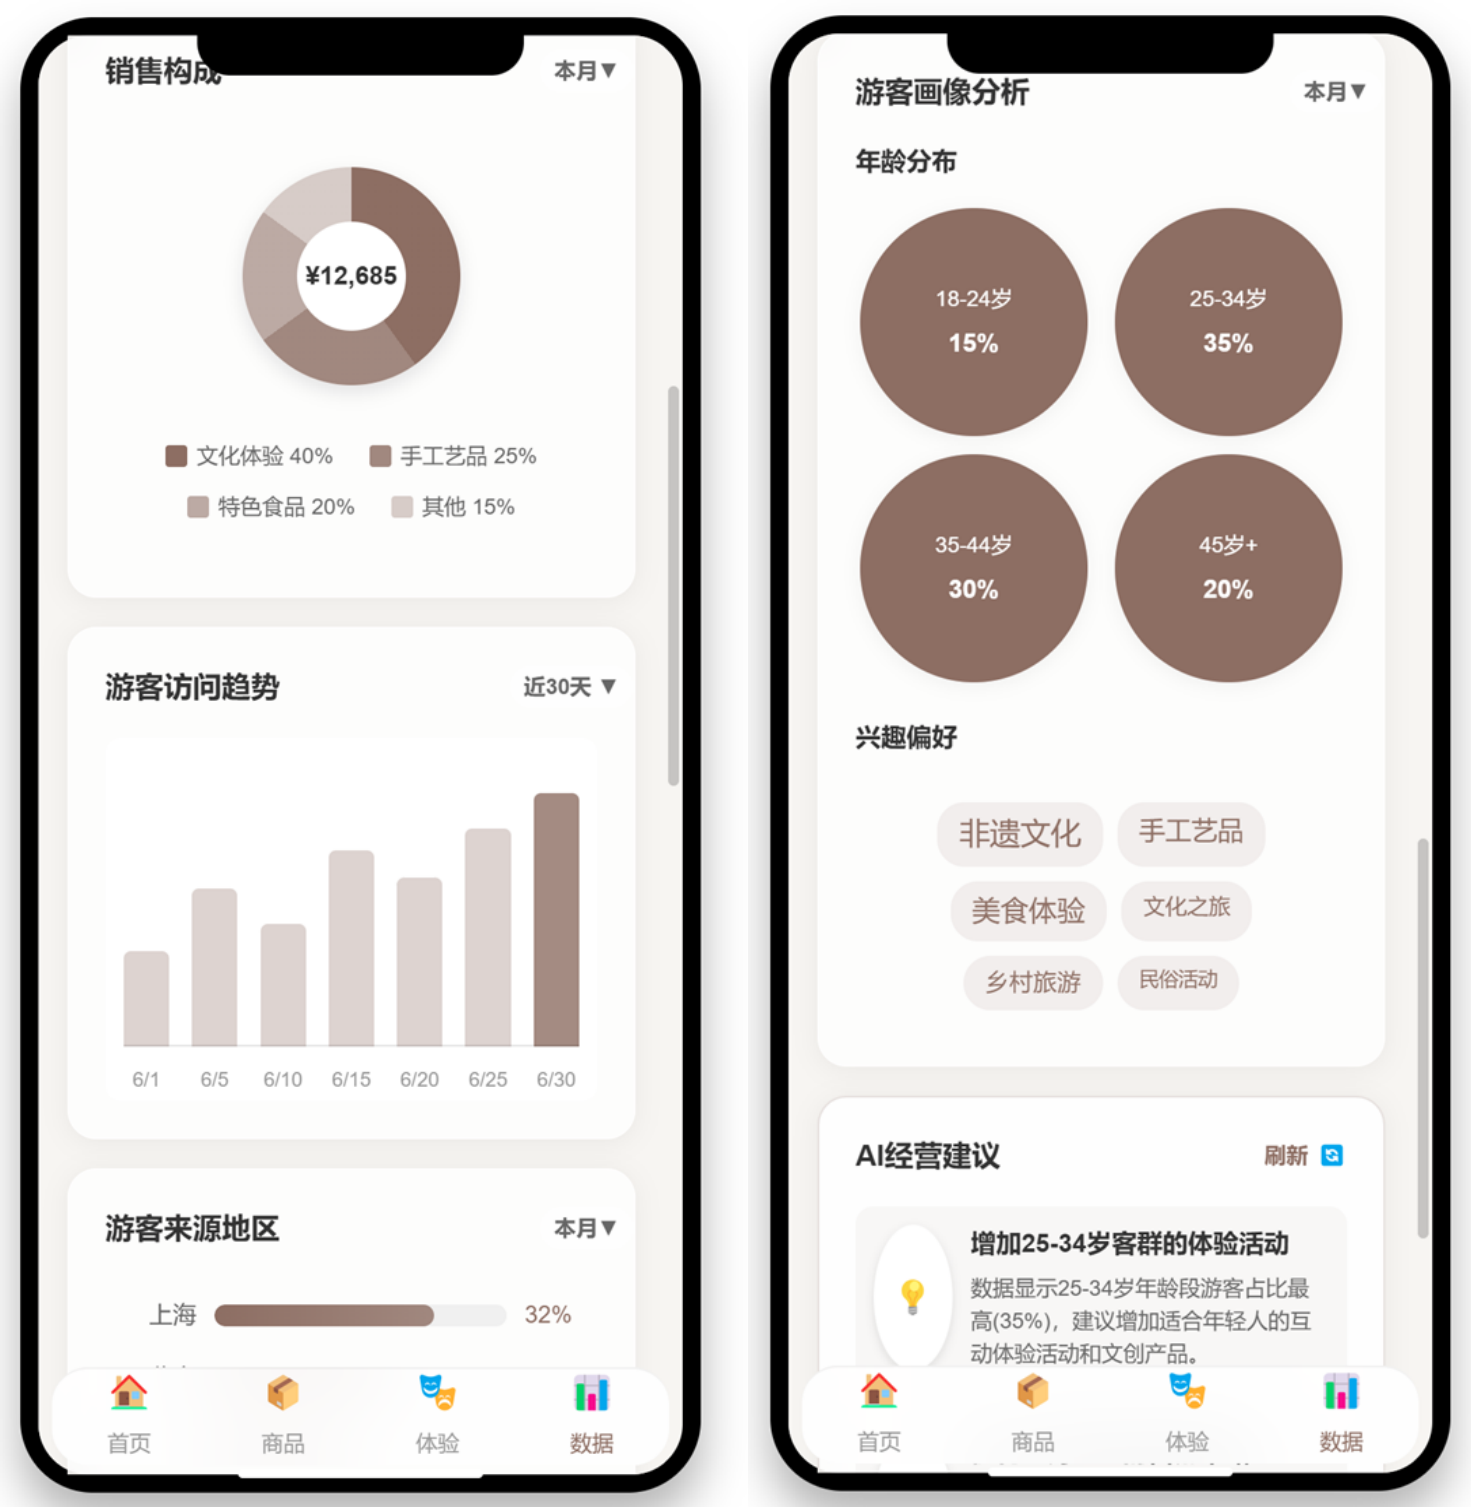 销售构成
本月▼
¥12,685
文化体验 40%
手工艺品 25%
特色食品 20%
其他 15%
游客访问趋势
近30天 ▼
6/1 6/5 6/10 6/15 6/20 6/25 6/30
游客来源地区
本月▼
上海 32%
首页 商品 体验 数据
游客画像分析
本月▼
年龄分布
18-24岁
15%
25-34岁
35%
35-44岁
30%
45岁+
20%
兴趣偏好
非遗文化
手工艺品
美食体验
文化之旅
乡村旅游
民俗活动
AI经营建议
刷新
增加25-34岁客群的体验活动
数据显示25-34岁年龄段游客占比最
高(35%)，建议增加适合年轻人的互
动体验活动和文创产品。
首页 商品 体验 数据